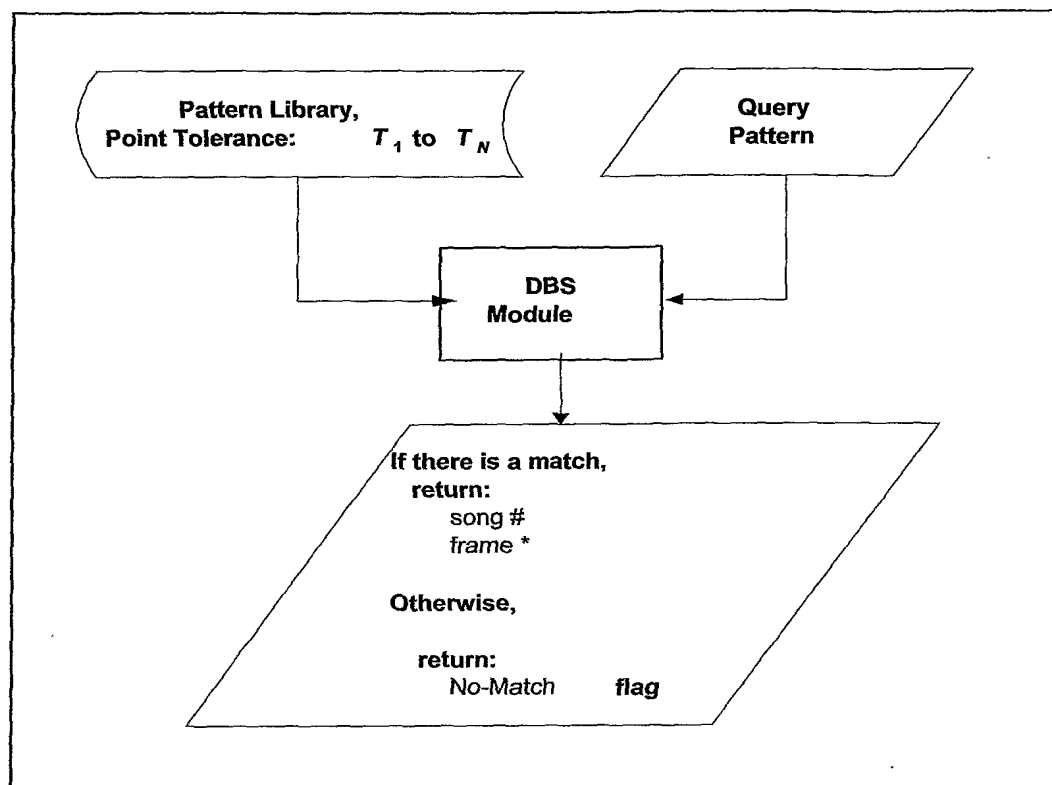 Pattern Library,
Point Tolerance: T1 to TN
Query
Pattern
DBS
Module
If there is a match,
return:
song #
frame *
Otherwise,
return:
No-Match flag